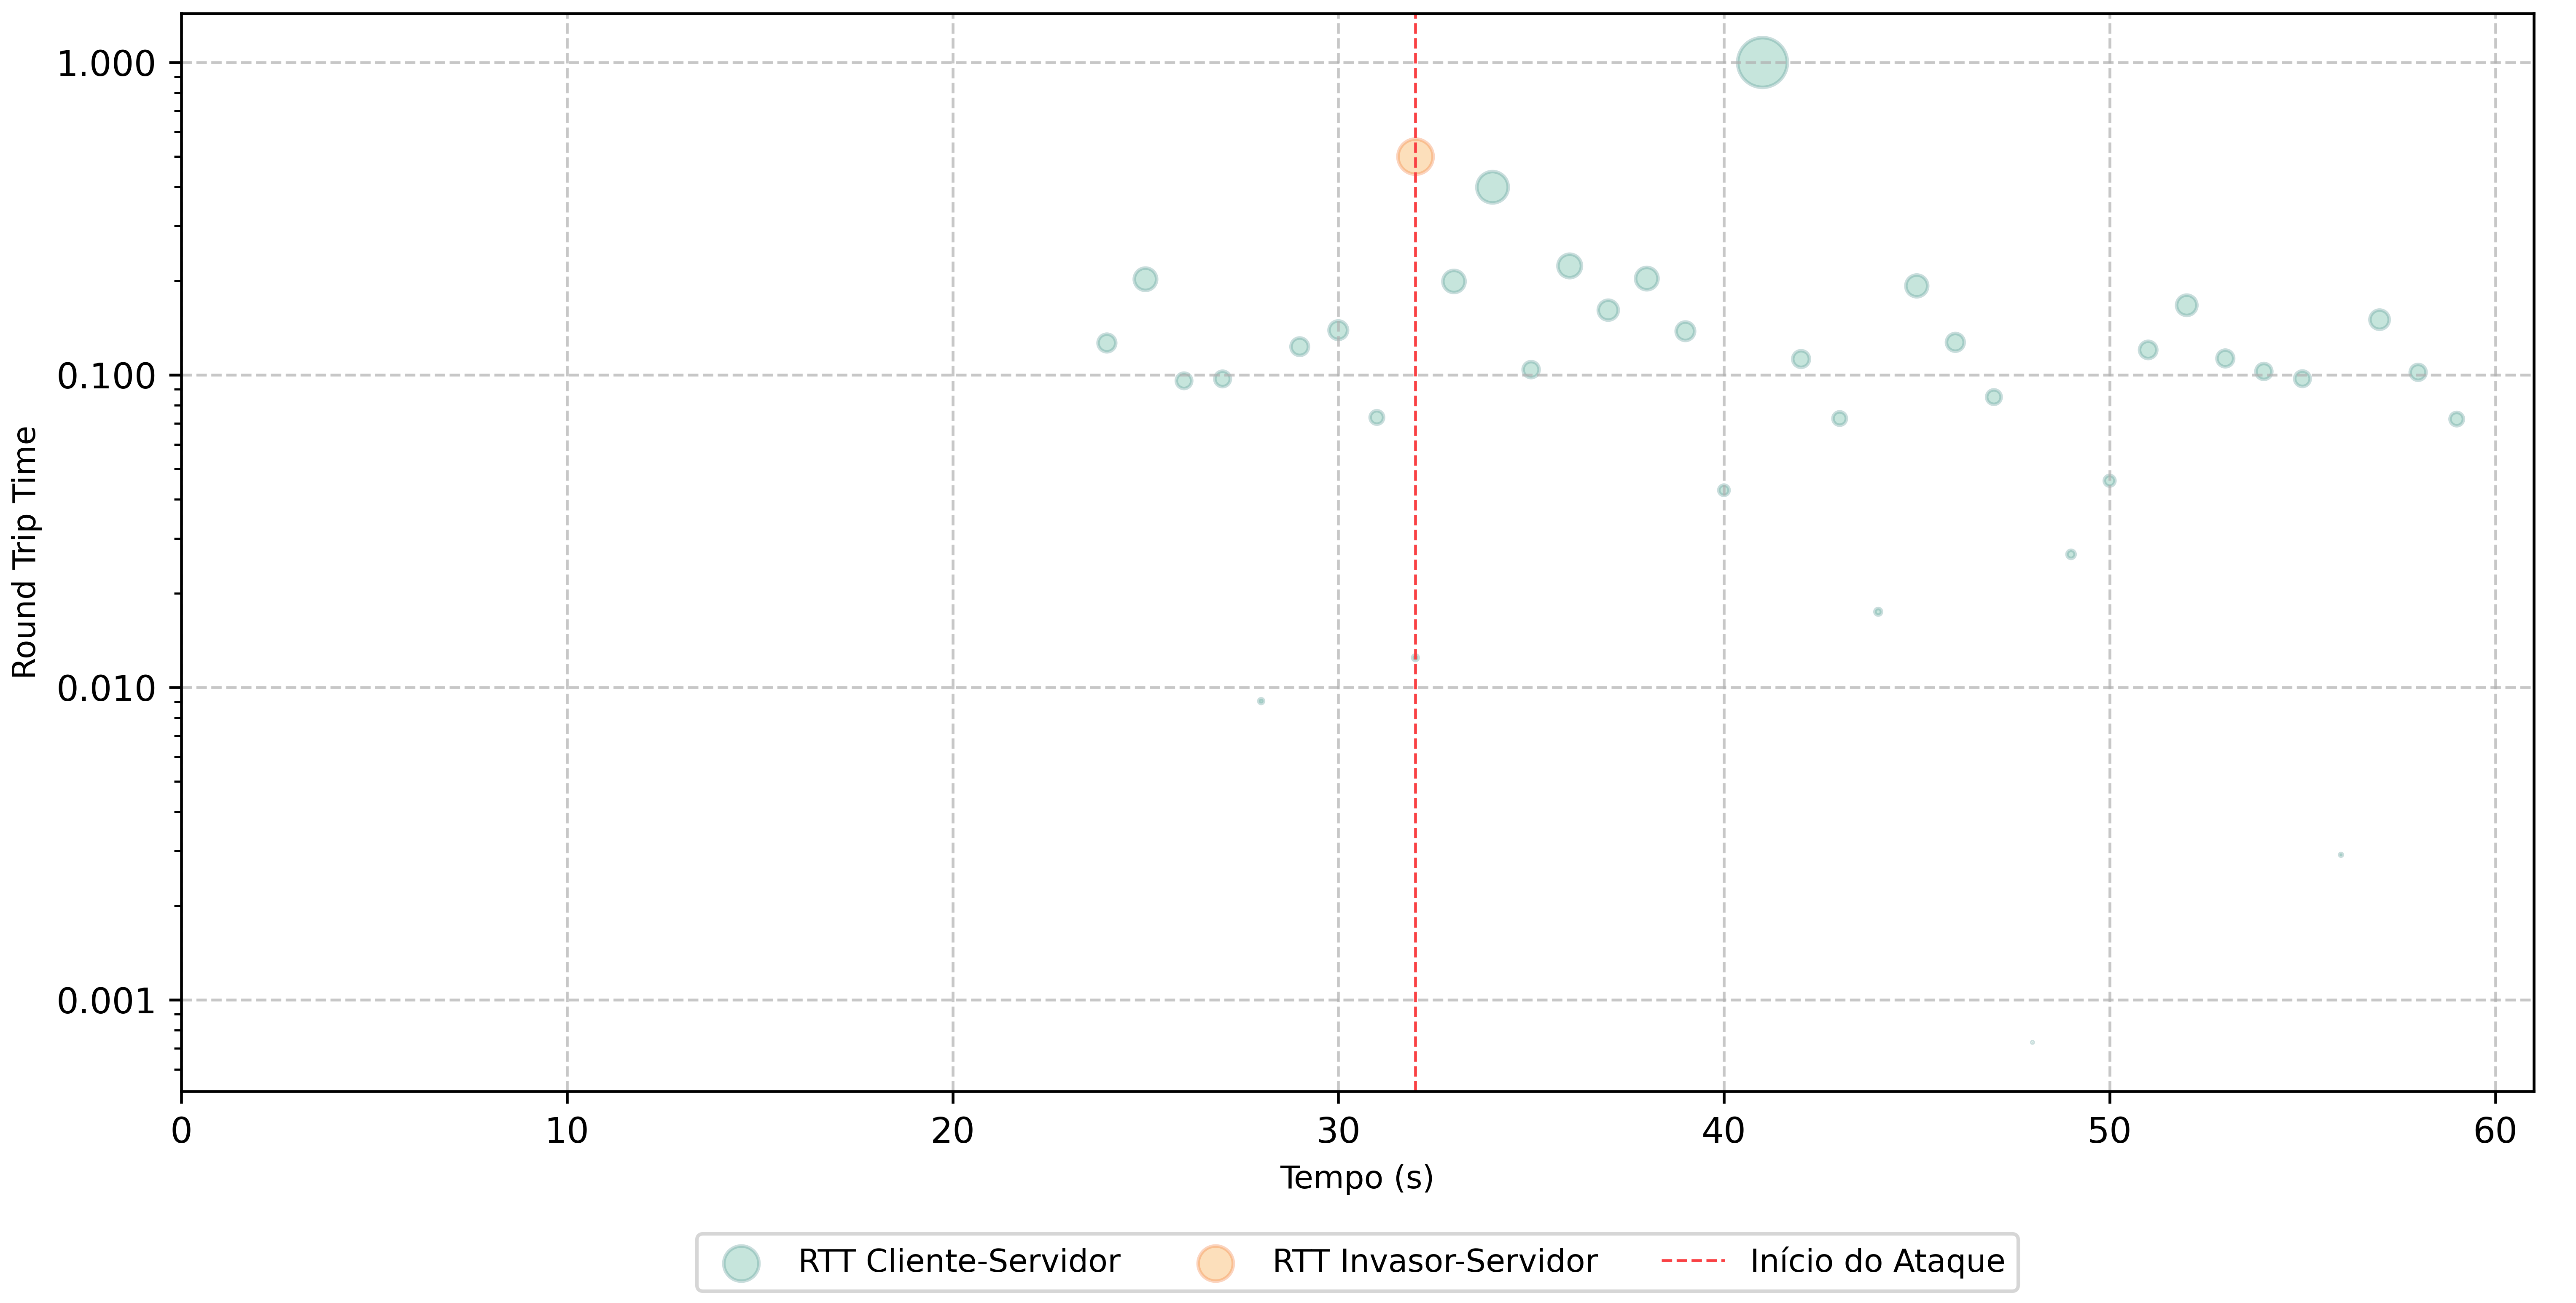 1.000
0.100
0.010
0.001
Round Trip Time
0 10 20 30 40 50 60
Tempo (s)
RTT Cliente-Servidor RTT Invasor-Servidor Início do Ataque